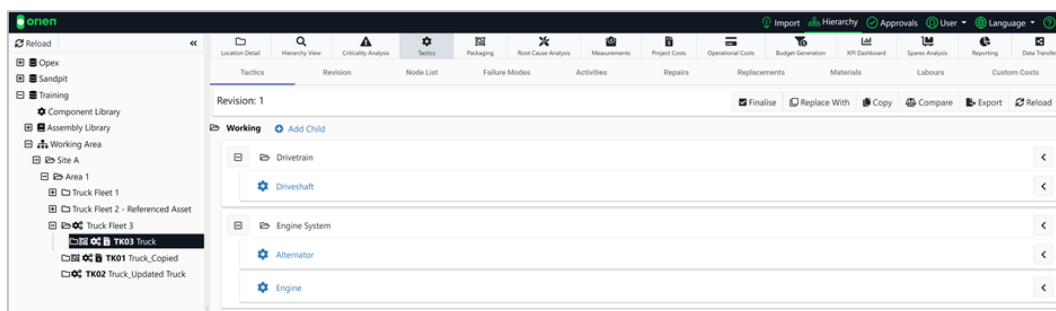 orien
Import Hierarchy Approvals User Language
Reload
Opex
Sandpit
Training
Component Library
Assembly Library
Working Area
Site A
Area 1
Truck Fleet 1
Truck Fleet 2 - Referenced Asset
Truck Fleet 3
TK03 Truck
TK01 Truck_Copied
TK02 Truck_Updated Truck
Location Detail Hierarchy View Criticality Analysis Tactics Packaging Root Cause Analysis Measurements Project Costs Operational Costs Budget Generation KPI Dashboard Spares Analysis Reporting Data Transfer
Tactics Revision Node List Failure Modes Activities Repairs Replacements Materials Labours Custom Costs
Revision: 1
Finalise Replace With Copy Compare Export Reload
Working Add Child
Drivetrain
Driveshaft
Engine System
Alternator
Engine